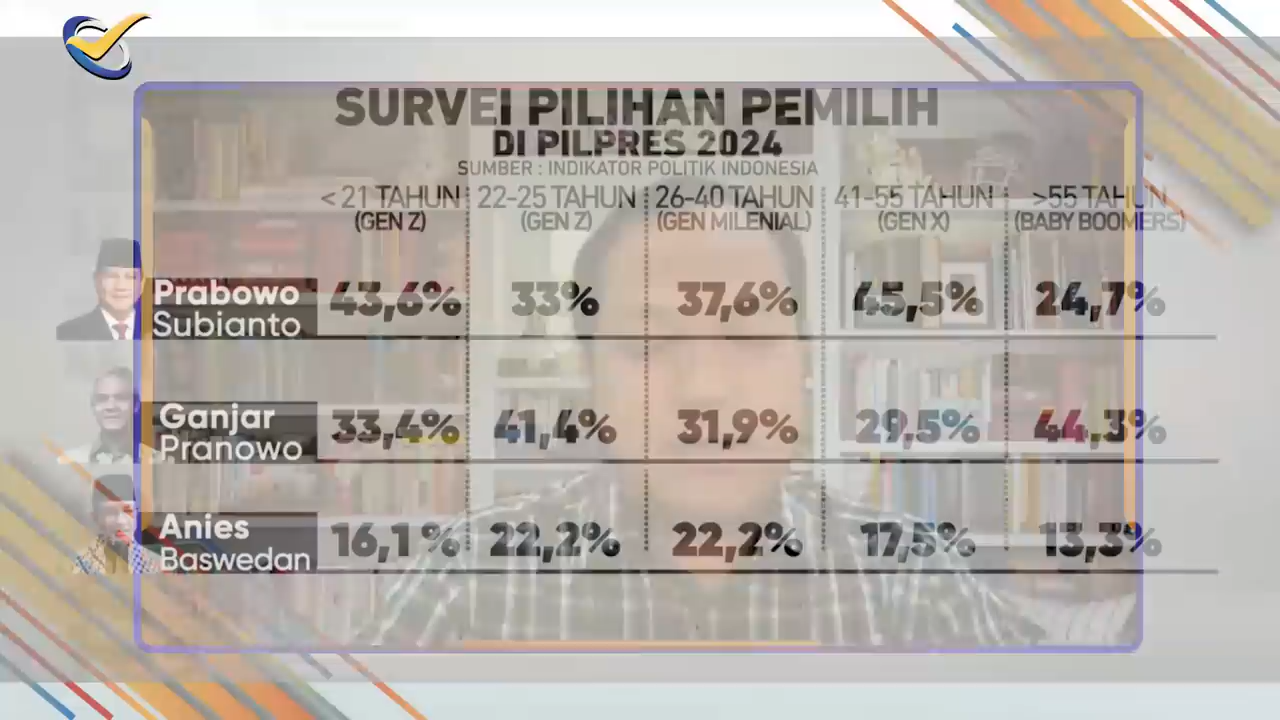 SURVEI PILIHAN PEMILIH
DI PILPRES 2024
SUMBER : INDIKATOR POLITIK INDONESIA
< 21 TAHUN 22-25 TAHUN 26-40 TAHUN 41-55 TAHUN >55 TAHUN
(GEN Z) (GEN Z) (GEN MILENIAL) (GEN X) (BABY BOOMERS)
Prabowo
Subianto 43,6% 33% 37,6% 45,5% 24,7%
Ganjar
Pranowo 33,4% 41,4% 31,9% 29,5% 44,3%
Anies
Baswedan 16,1% 22,2% 22,2% 17,5% 13,3%